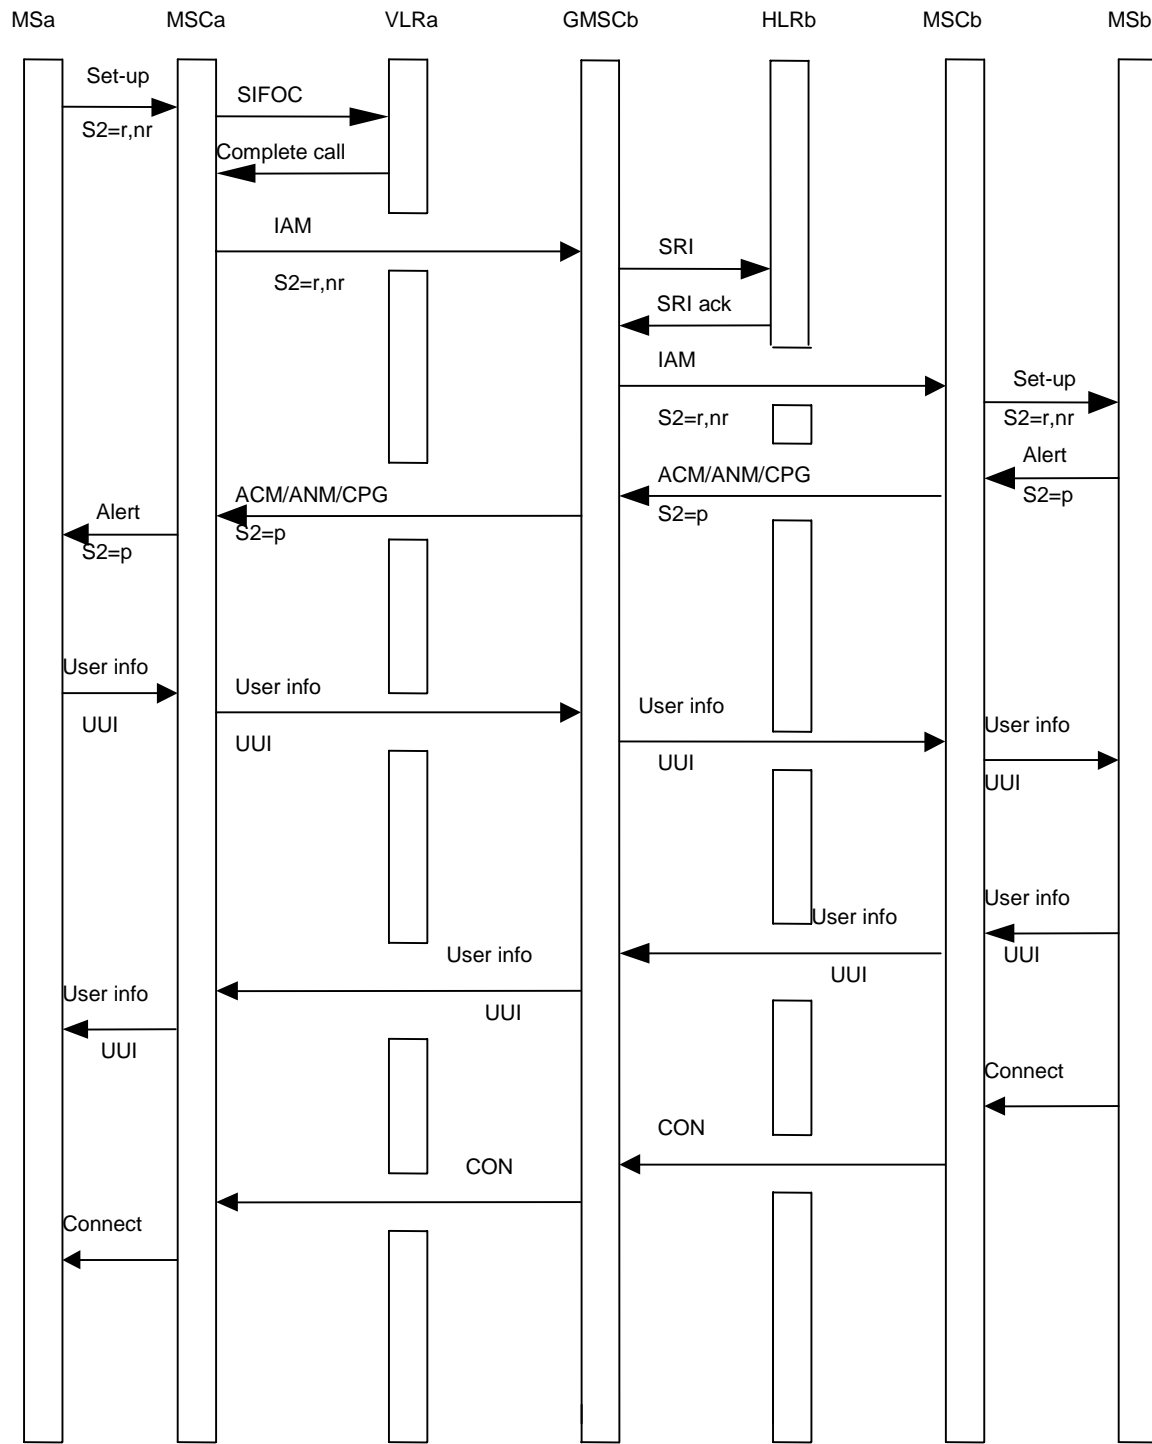 MSa MSCa VLRa GMSCb HLRb MSCb MSb
Set-up
SIFOC
S2=r,nr
Complete call
IAM
SRI
S2=r,nr
SRI ack
IAM
Set-up
S2=r,nr
S2=r,nr
Alert
ACM/ANM/CPG
S2=p
ACM/ANM/CPG
Alert
S2=p
S2=p
S2=p
User info
User info
User info
UUI
User info
UUI
UUI
UUI
User info
User info
User info
UUI
UUI
User info
UUI
UUI
Connect
CON
CON
Connect